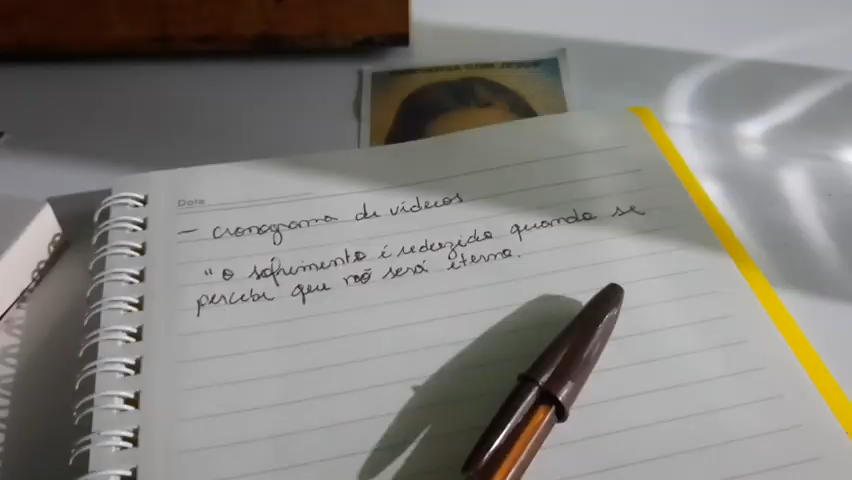 Data
- cronograma de vídeos
"o sofrimento é reduzido quando se
percebe que não será eterno.